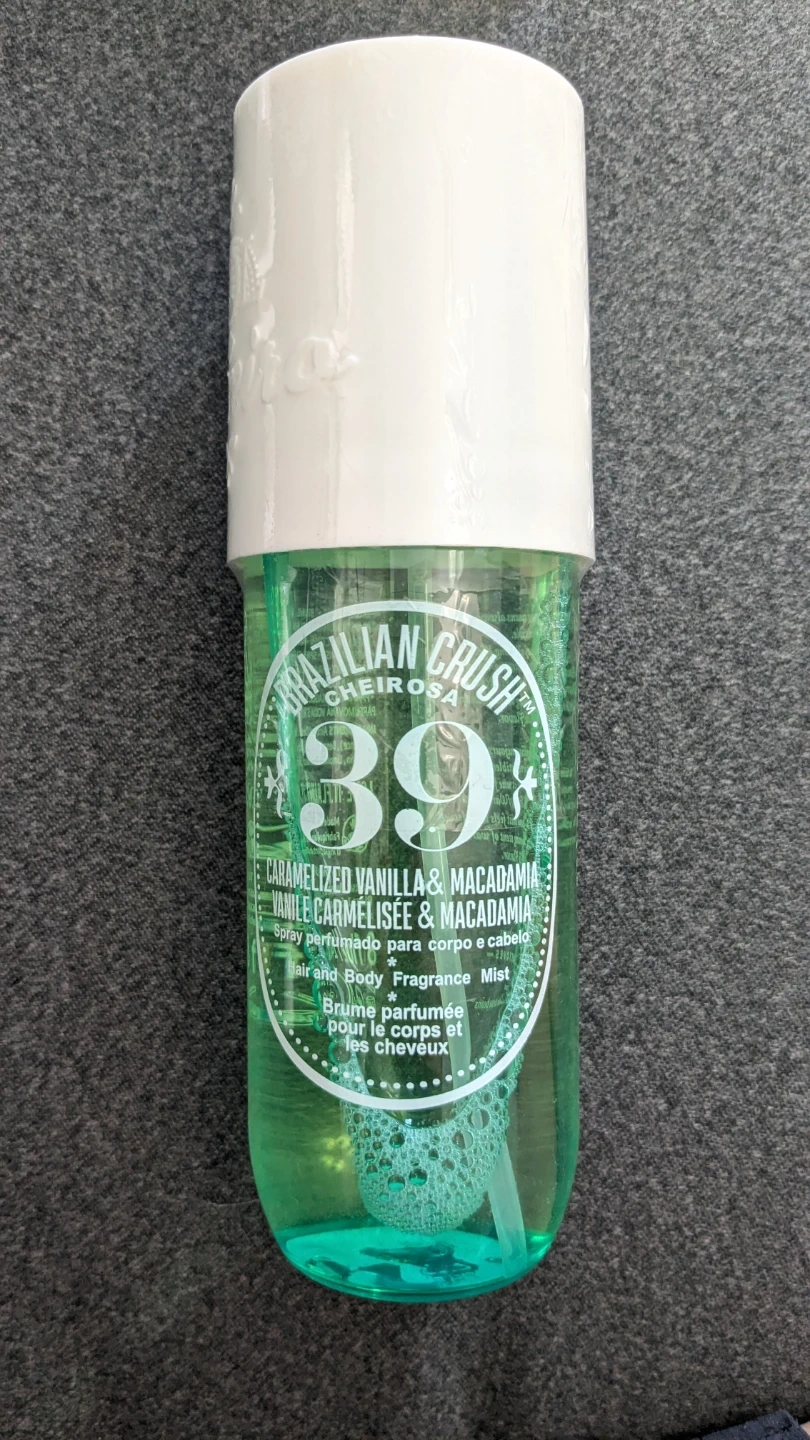 BRAZILIAN CRUSH™
CHEIROSA
39
CARAMELIZED VANILLA & MACADAMIA
VANILE CARMÉLISÉE & MACADAMIA
Spray perfumado para corpo e cabelo
*
Hair and Body Fragrance Mist
*
Brume parfumée
pour le corps et
les cheveux